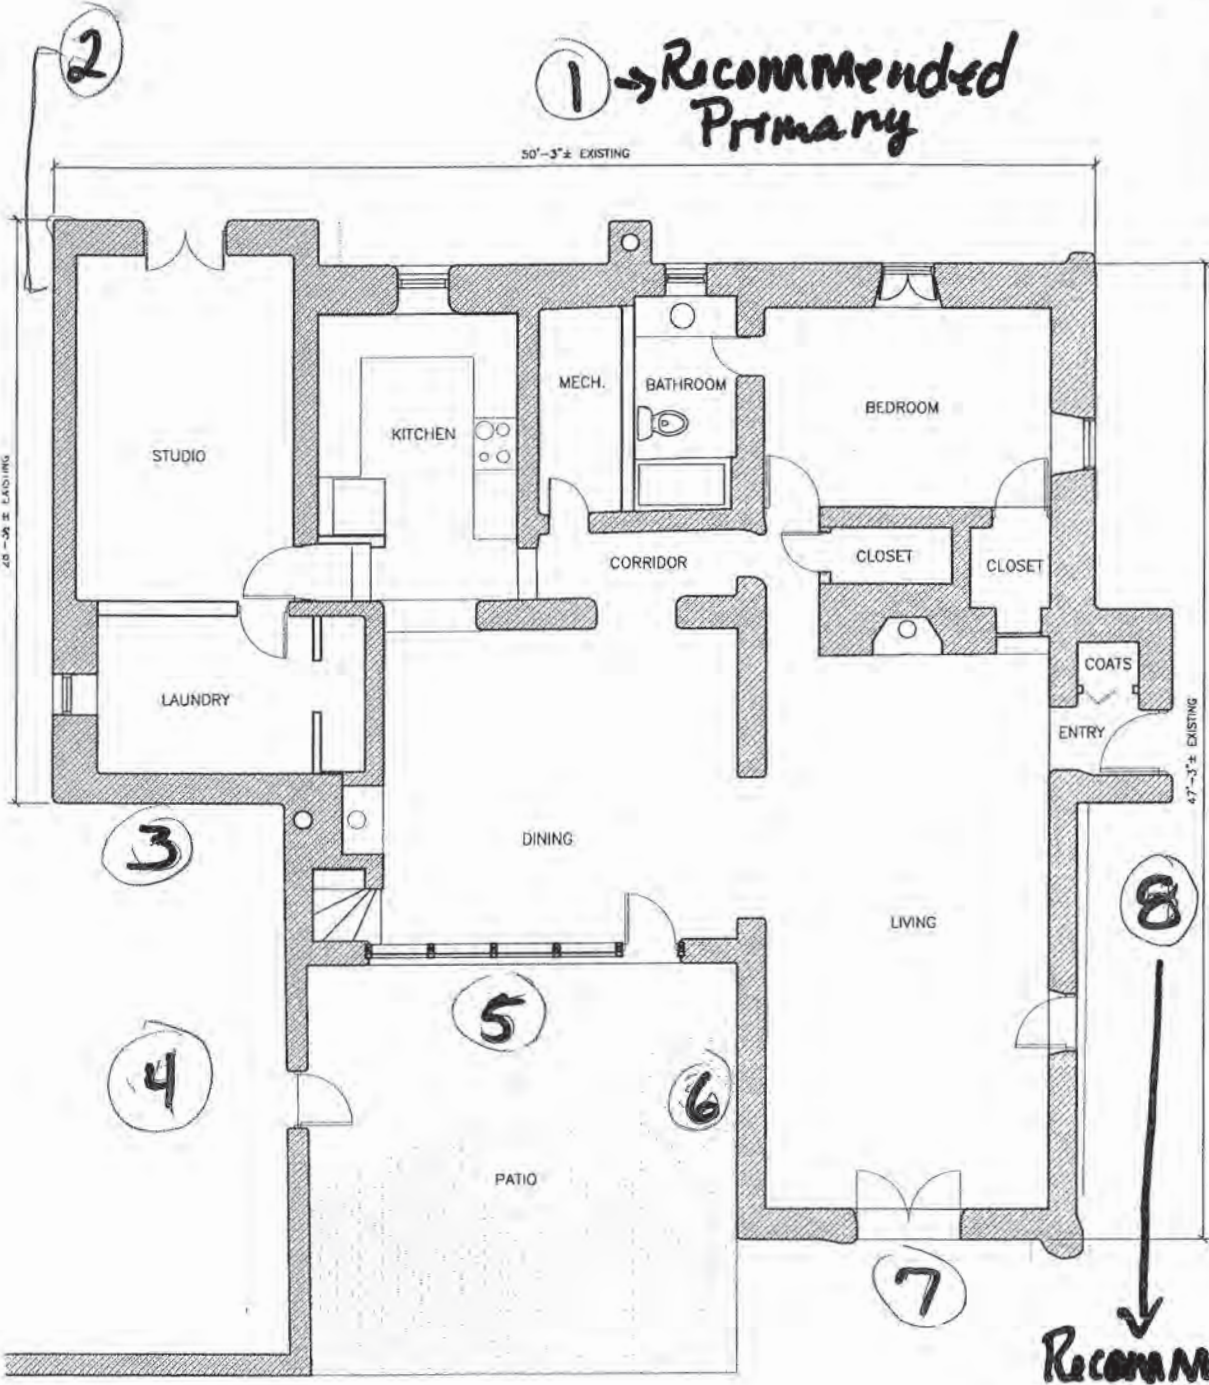 2
1 → Recommended
Primary
50'-3"± EXISTING
MECH.
BATHROOM
BEDROOM
KITCHEN
STUDIO
CORRIDOR
CLOSET
CLOSET
COATS
LAUNDRY
ENTRY
47'-3"± EXISTING
3
DINING
8
LIVING
5
4
6
PATIO
7
Recomm